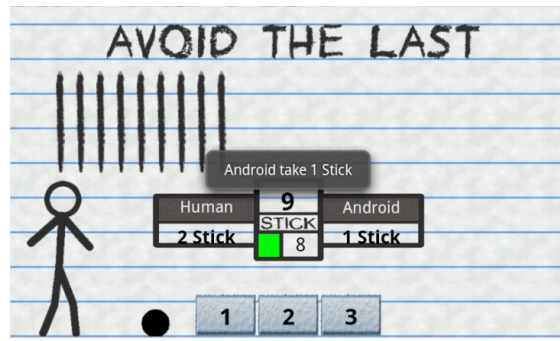 AVOID THE LAST
Android take 1 Stick
Human 9 Android
STICK
2 Stick 8 1 Stick
1 2 3